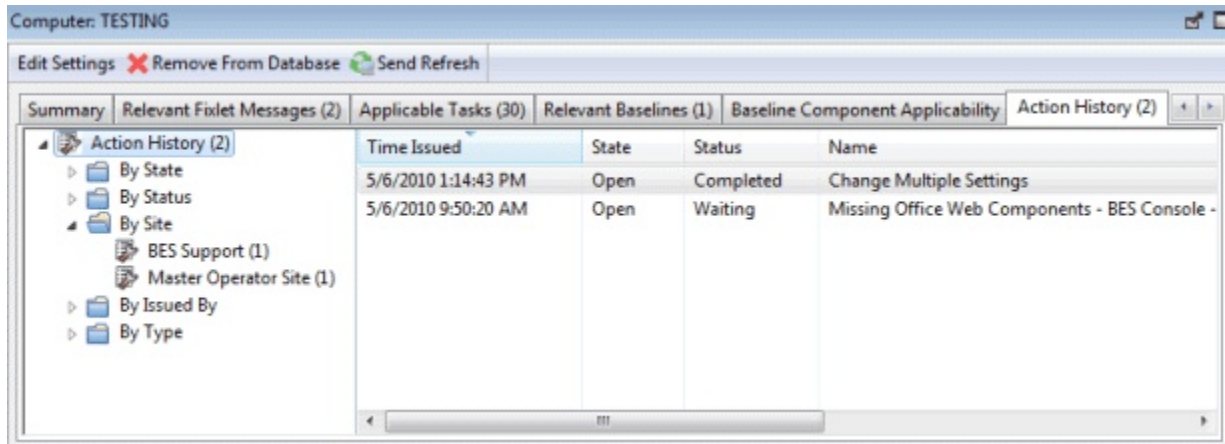 Computer: TESTING
Edit Settings Remove From Database Send Refresh
Summary Relevant Fixlet Messages (2) Applicable Tasks (30) Relevant Baselines (1) Baseline Component Applicability Action History (2)
Action History (2)
By State
By Status
By Site
BES Support (1)
Master Operator Site (1)
By Issued By
By Type
Time Issued State Status Name
5/6/2010 1:14:43 PM Open Completed Change Multiple Settings
5/6/2010 9:50:20 AM Open Waiting Missing Office Web Components - BES Console -